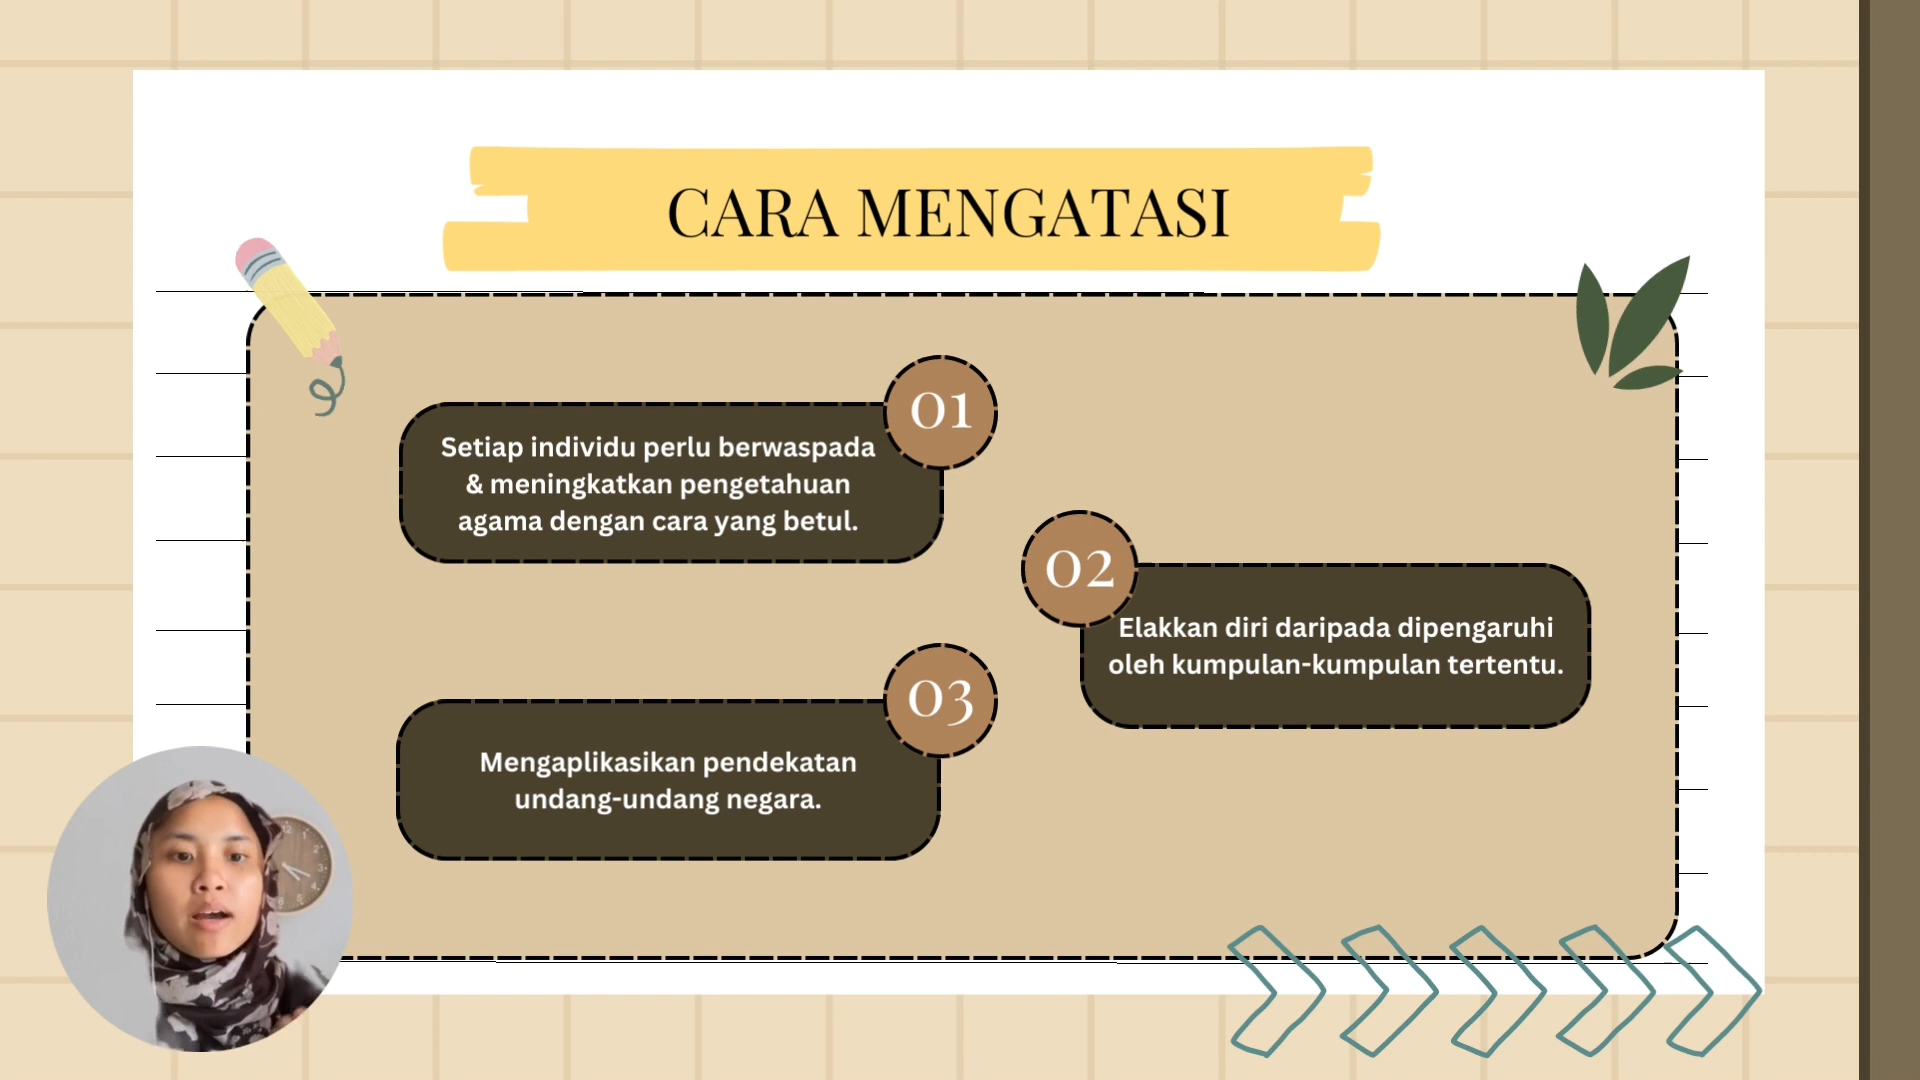 CARA MENGATASI
01
Setiap individu perlu berwaspada
& meningkatkan pengetahuan
agama dengan cara yang betul.
02
Elakkan diri daripada dipengaruhi
oleh kumpulan-kumpulan tertentu.
03
Mengaplikasikan pendekatan
undang-undang negara.